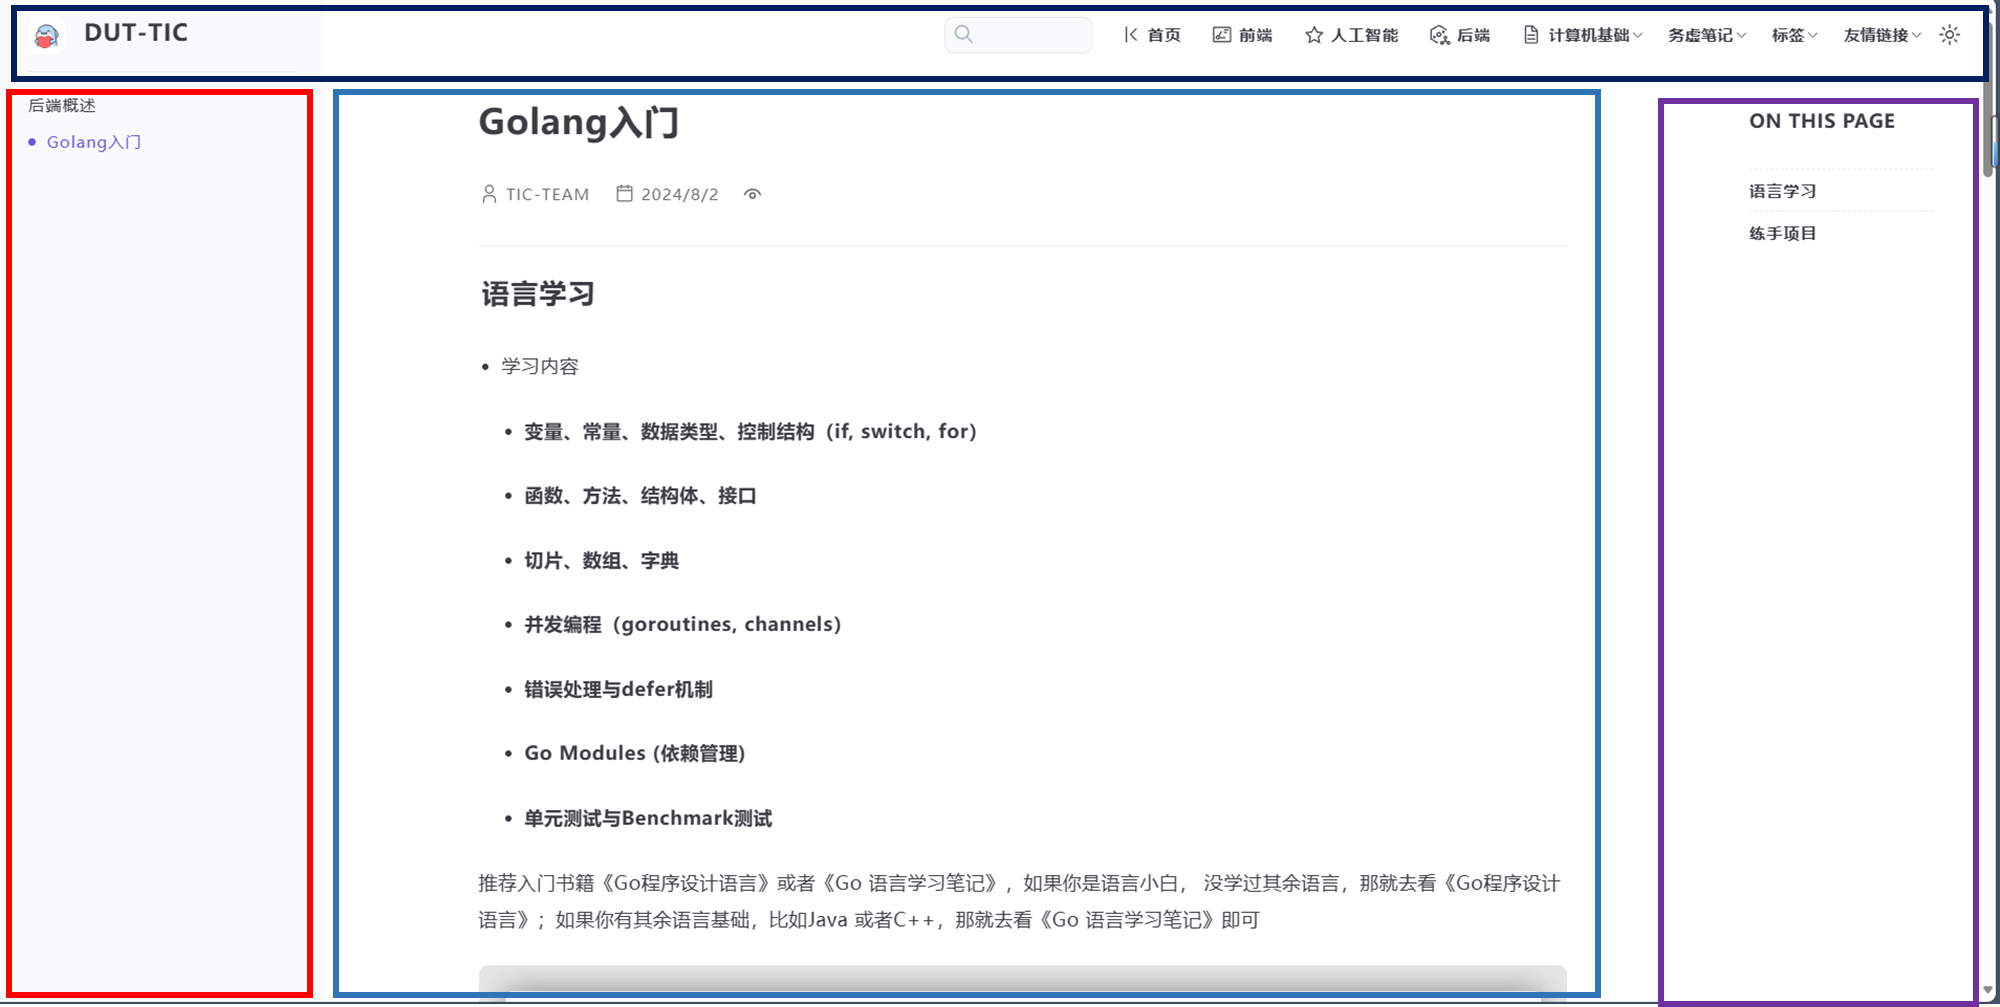 DUT-TIC
首页 前端 人工智能 后端 计算机基础 务虚笔记 标签 友情链接
后端概述
Golang入门
Golang入门
TIC-TEAM 2024/8/2
语言学习
学习内容
变量、常量、数据类型、控制结构（if, switch, for）
函数、方法、结构体、接口
切片、数组、字典
并发编程（goroutines, channels）
错误处理与defer机制
Go Modules (依赖管理)
单元测试与Benchmark测试
推荐入门书籍《Go程序设计语言》或者《Go 语言学习笔记》，如果你是语言小白， 没学过其余语言，那就去看《Go程序设计
语言》；如果你有其余语言基础，比如Java 或者C++，那就去看《Go 语言学习笔记》即可
ON THIS PAGE
语言学习
练手项目